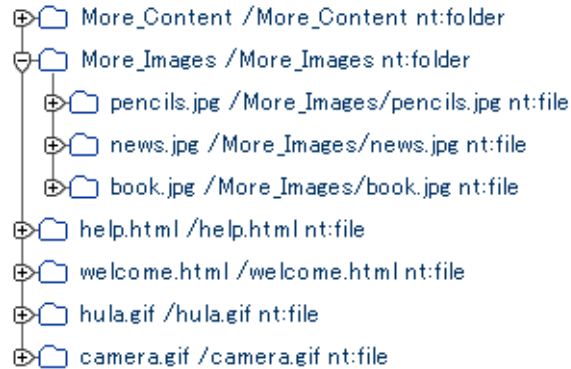 More_Content /More_Content nt:folder
More_Images /More_Images nt:folder
pencils.jpg /More_Images/pencils.jpg nt:file
news.jpg /More_Images/news.jpg nt:file
book.jpg /More_Images/book.jpg nt:file
help.html /help.html nt:file
welcome.html /welcome.html nt:file
hula.gif /hula.gif nt:file
camera.gif /camera.gif nt:file